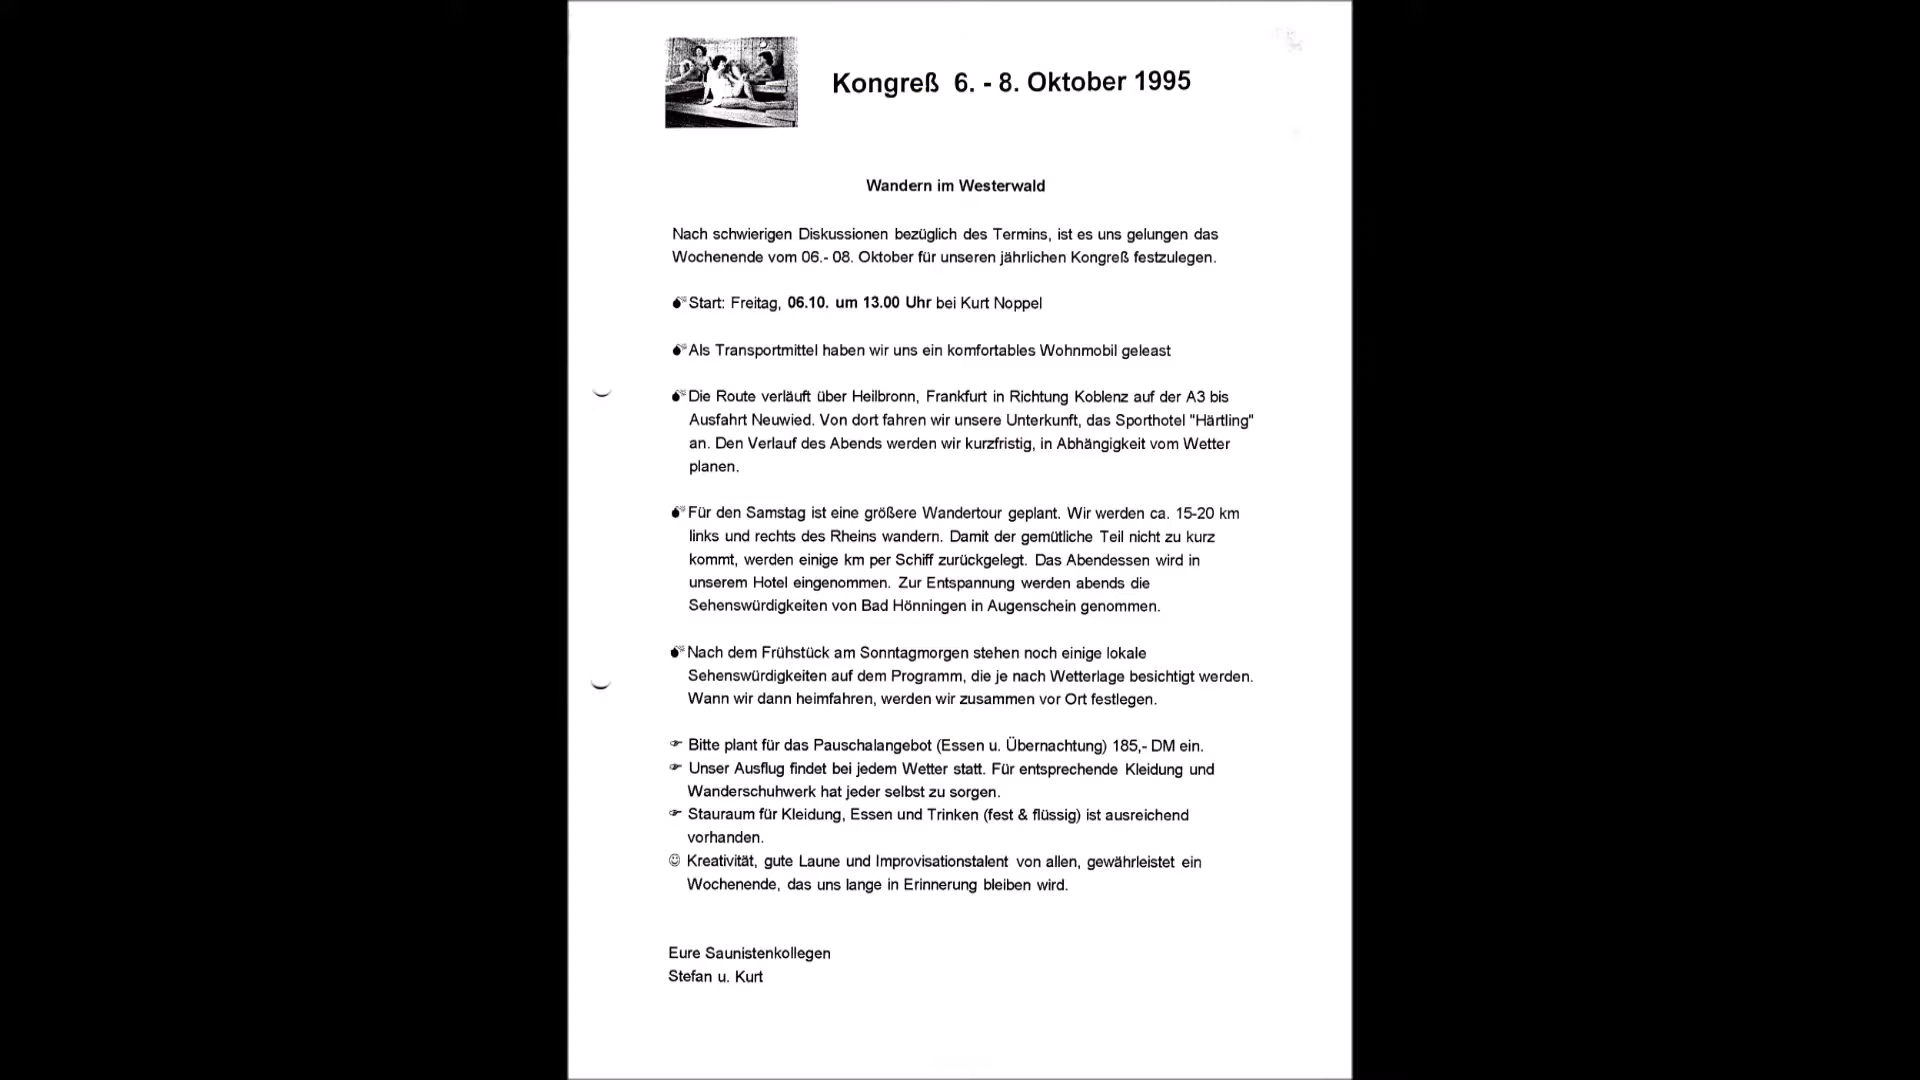 Kongreß 6. - 8. Oktober 1995
Wandern im Westerwald
Nach schwierigen Diskussionen bezüglich des Termins, ist es uns gelungen das
Wochenende vom 06.- 08. Oktober für unseren jährlichen Kongreß festzulegen.
Start: Freitag, 06.10. um 13.00 Uhr bei Kurt Noppel
Als Transportmittel haben wir uns ein komfortables Wohnmobil geleast
Die Route verläuft über Heilbronn, Frankfurt in Richtung Koblenz auf der A3 bis
Ausfahrt Neuwied. Von dort fahren wir unsere Unterkunft, das Sporthotel "Härtling"
an. Den Verlauf des Abends werden wir kurzfristig, in Abhängigkeit vom Wetter
planen.
Für den Samstag ist eine größere Wandertour geplant. Wir werden ca. 15-20 km
links und rechts des Rheins wandern. Damit der gemütliche Teil nicht zu kurz
kommt, werden einige km per Schiff zurückgelegt. Das Abendessen wird in
unserem Hotel eingenommen. Zur Entspannung werden abends die
Sehenswürdigkeiten von Bad Hönningen in Augenschein genommen.
Nach dem Frühstück am Sonntagmorgen stehen noch einige lokale
Sehenswürdigkeiten auf dem Programm, die je nach Wetterlage besichtigt werden.
Wann wir dann heimfahren, werden wir zusammen vor Ort festlegen.
Bitte plant für das Pauschalangebot (Essen u. Übernachtung) 185,- DM ein.
Unser Ausflug findet bei jedem Wetter statt. Für entsprechende Kleidung und
Wanderschuhwerk hat jeder selbst zu sorgen.
Stauraum für Kleidung, Essen und Trinken (fest & flüssig) ist ausreichend
vorhanden.
Kreativität, gute Laune und Improvisationstalent von allen, gewährleistet ein
Wochenende, das uns lange in Erinnerung bleiben wird.
Eure Saunistenkollegen
Stefan u. Kurt